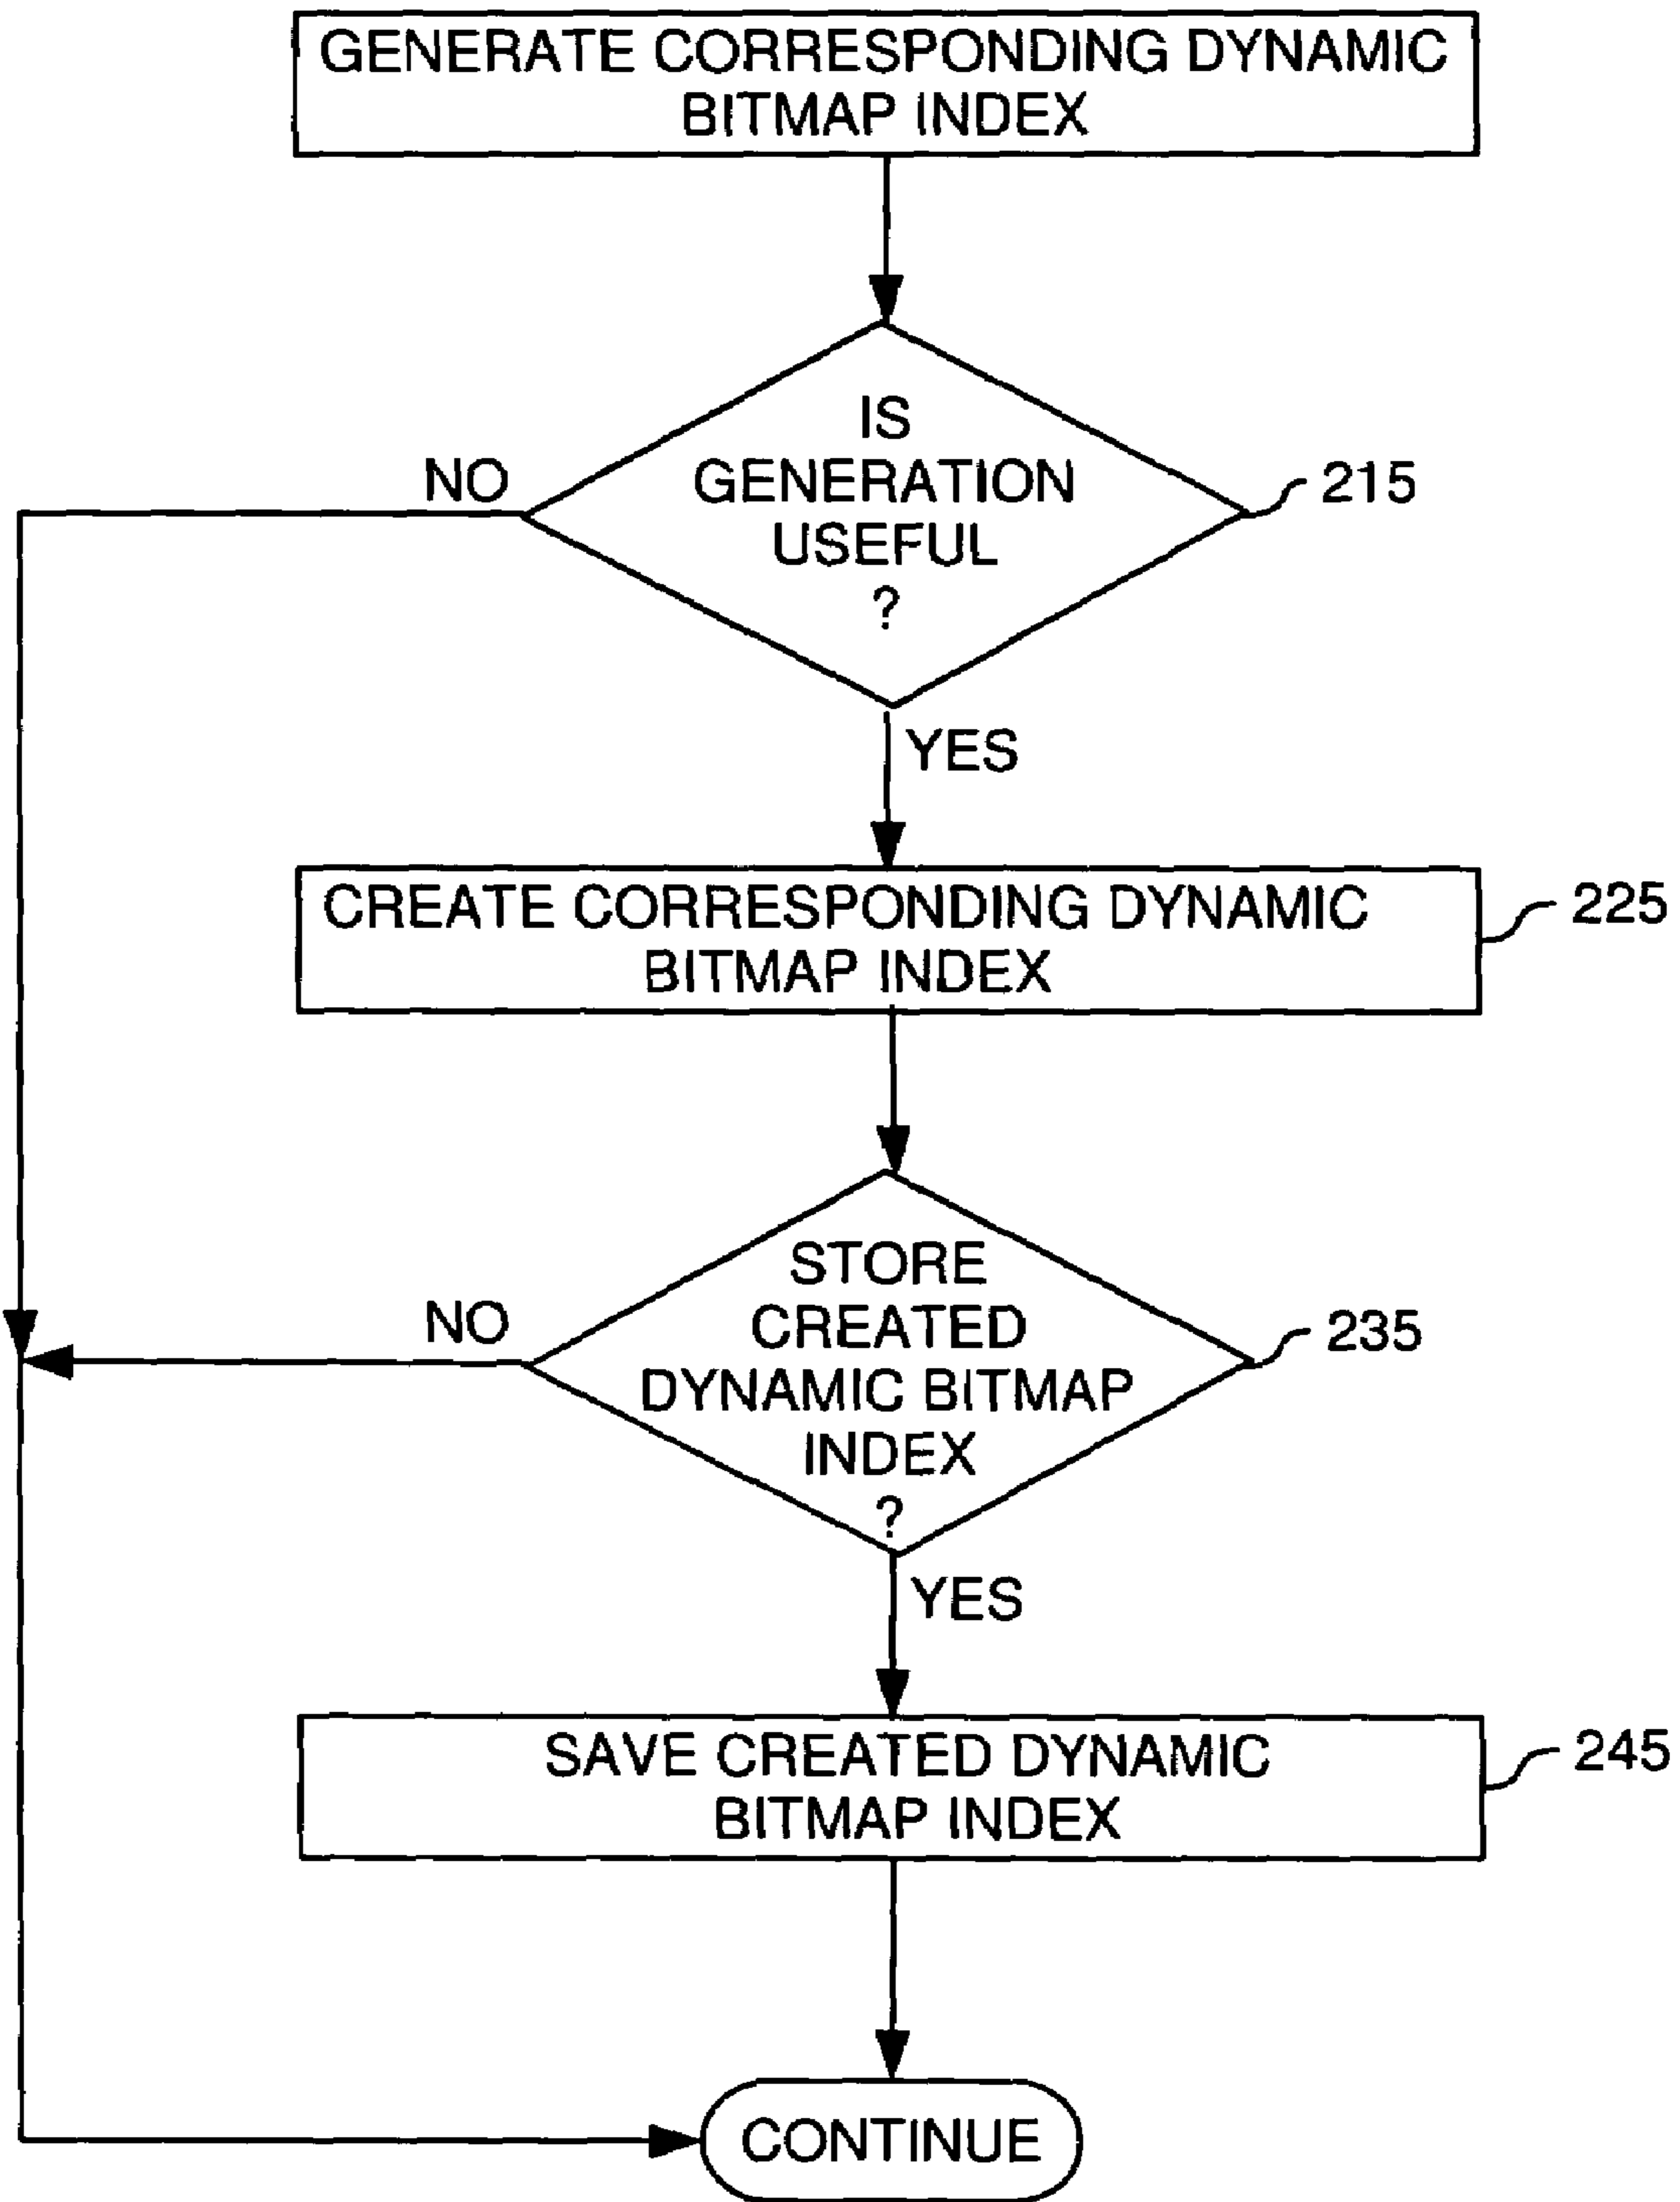 GENERATE CORRESPONDING DYNAMIC
BITMAP INDEX
IS
GENERATION
USEFUL
?
NO
215
YES
CREATE CORRESPONDING DYNAMIC
BITMAP INDEX
225
STORE
CREATED
DYNAMIC BITMAP
INDEX
?
NO
235
YES
SAVE CREATED DYNAMIC
BITMAP INDEX
245
CONTINUE